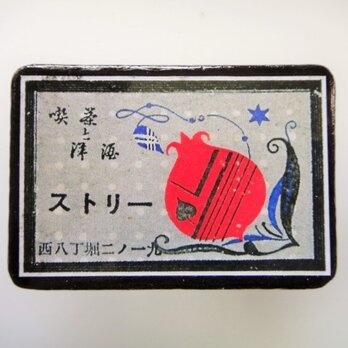 喫茶と洋酒
ストリー
西八丁堀二ノ一九